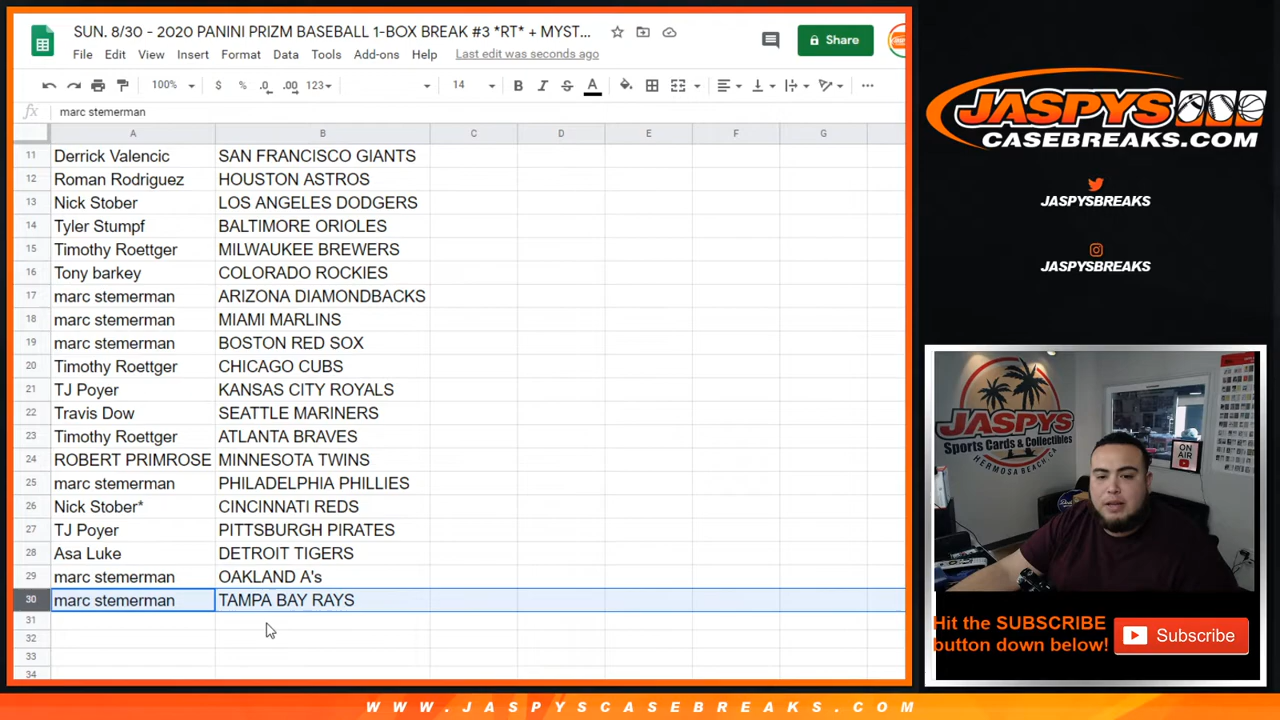 SUN. 8/30 - 2020 PANINI PRIZM BASEBALL 1-BOX BREAK #3 *RT* + MYST...
File Edit View Insert Format Data Tools Add-ons Help Last edit was seconds ago
Share
100% $ % .0 .00 123 14 B I S A
fx marc stemerman
A B C D E F G
11 Derrick Valencic SAN FRANCISCO GIANTS
12 Roman Rodriguez HOUSTON ASTROS
13 Nick Stober LOS ANGELES DODGERS
14 Tyler Stumpf BALTIMORE ORIOLES
15 Timothy Roettger MILWAUKEE BREWERS
16 Tony barkey COLORADO ROCKIES
17 marc stemerman ARIZONA DIAMONDBACKS
18 marc stemerman MIAMI MARLINS
19 marc stemerman BOSTON RED SOX
20 Timothy Roettger CHICAGO CUBS
21 TJ Poyer KANSAS CITY ROYALS
22 Travis Dow SEATTLE MARINERS
23 Timothy Roettger ATLANTA BRAVES
24 ROBERT PRIMROSE MINNESOTA TWINS
25 marc stemerman PHILADELPHIA PHILLIES
26 Nick Stober* CINCINNATI REDS
27 TJ Poyer PITTSBURGH PIRATES
28 Asa Luke DETROIT TIGERS
29 marc stemerman OAKLAND A's
30 marc stemerman TAMPA BAY RAYS
31
32
33
34
JASPYS
CASEBREAKS.COM
JASPYSBREAKS
JASPYSBREAKS
JASPYS
Sports Cards & Collectibles
HERMOSA BEACH, CA
ON
AIR
Hit the SUBSCRIBE
button down below!
Subscribe
WWW.JASPYSCASEBREAKS.COM